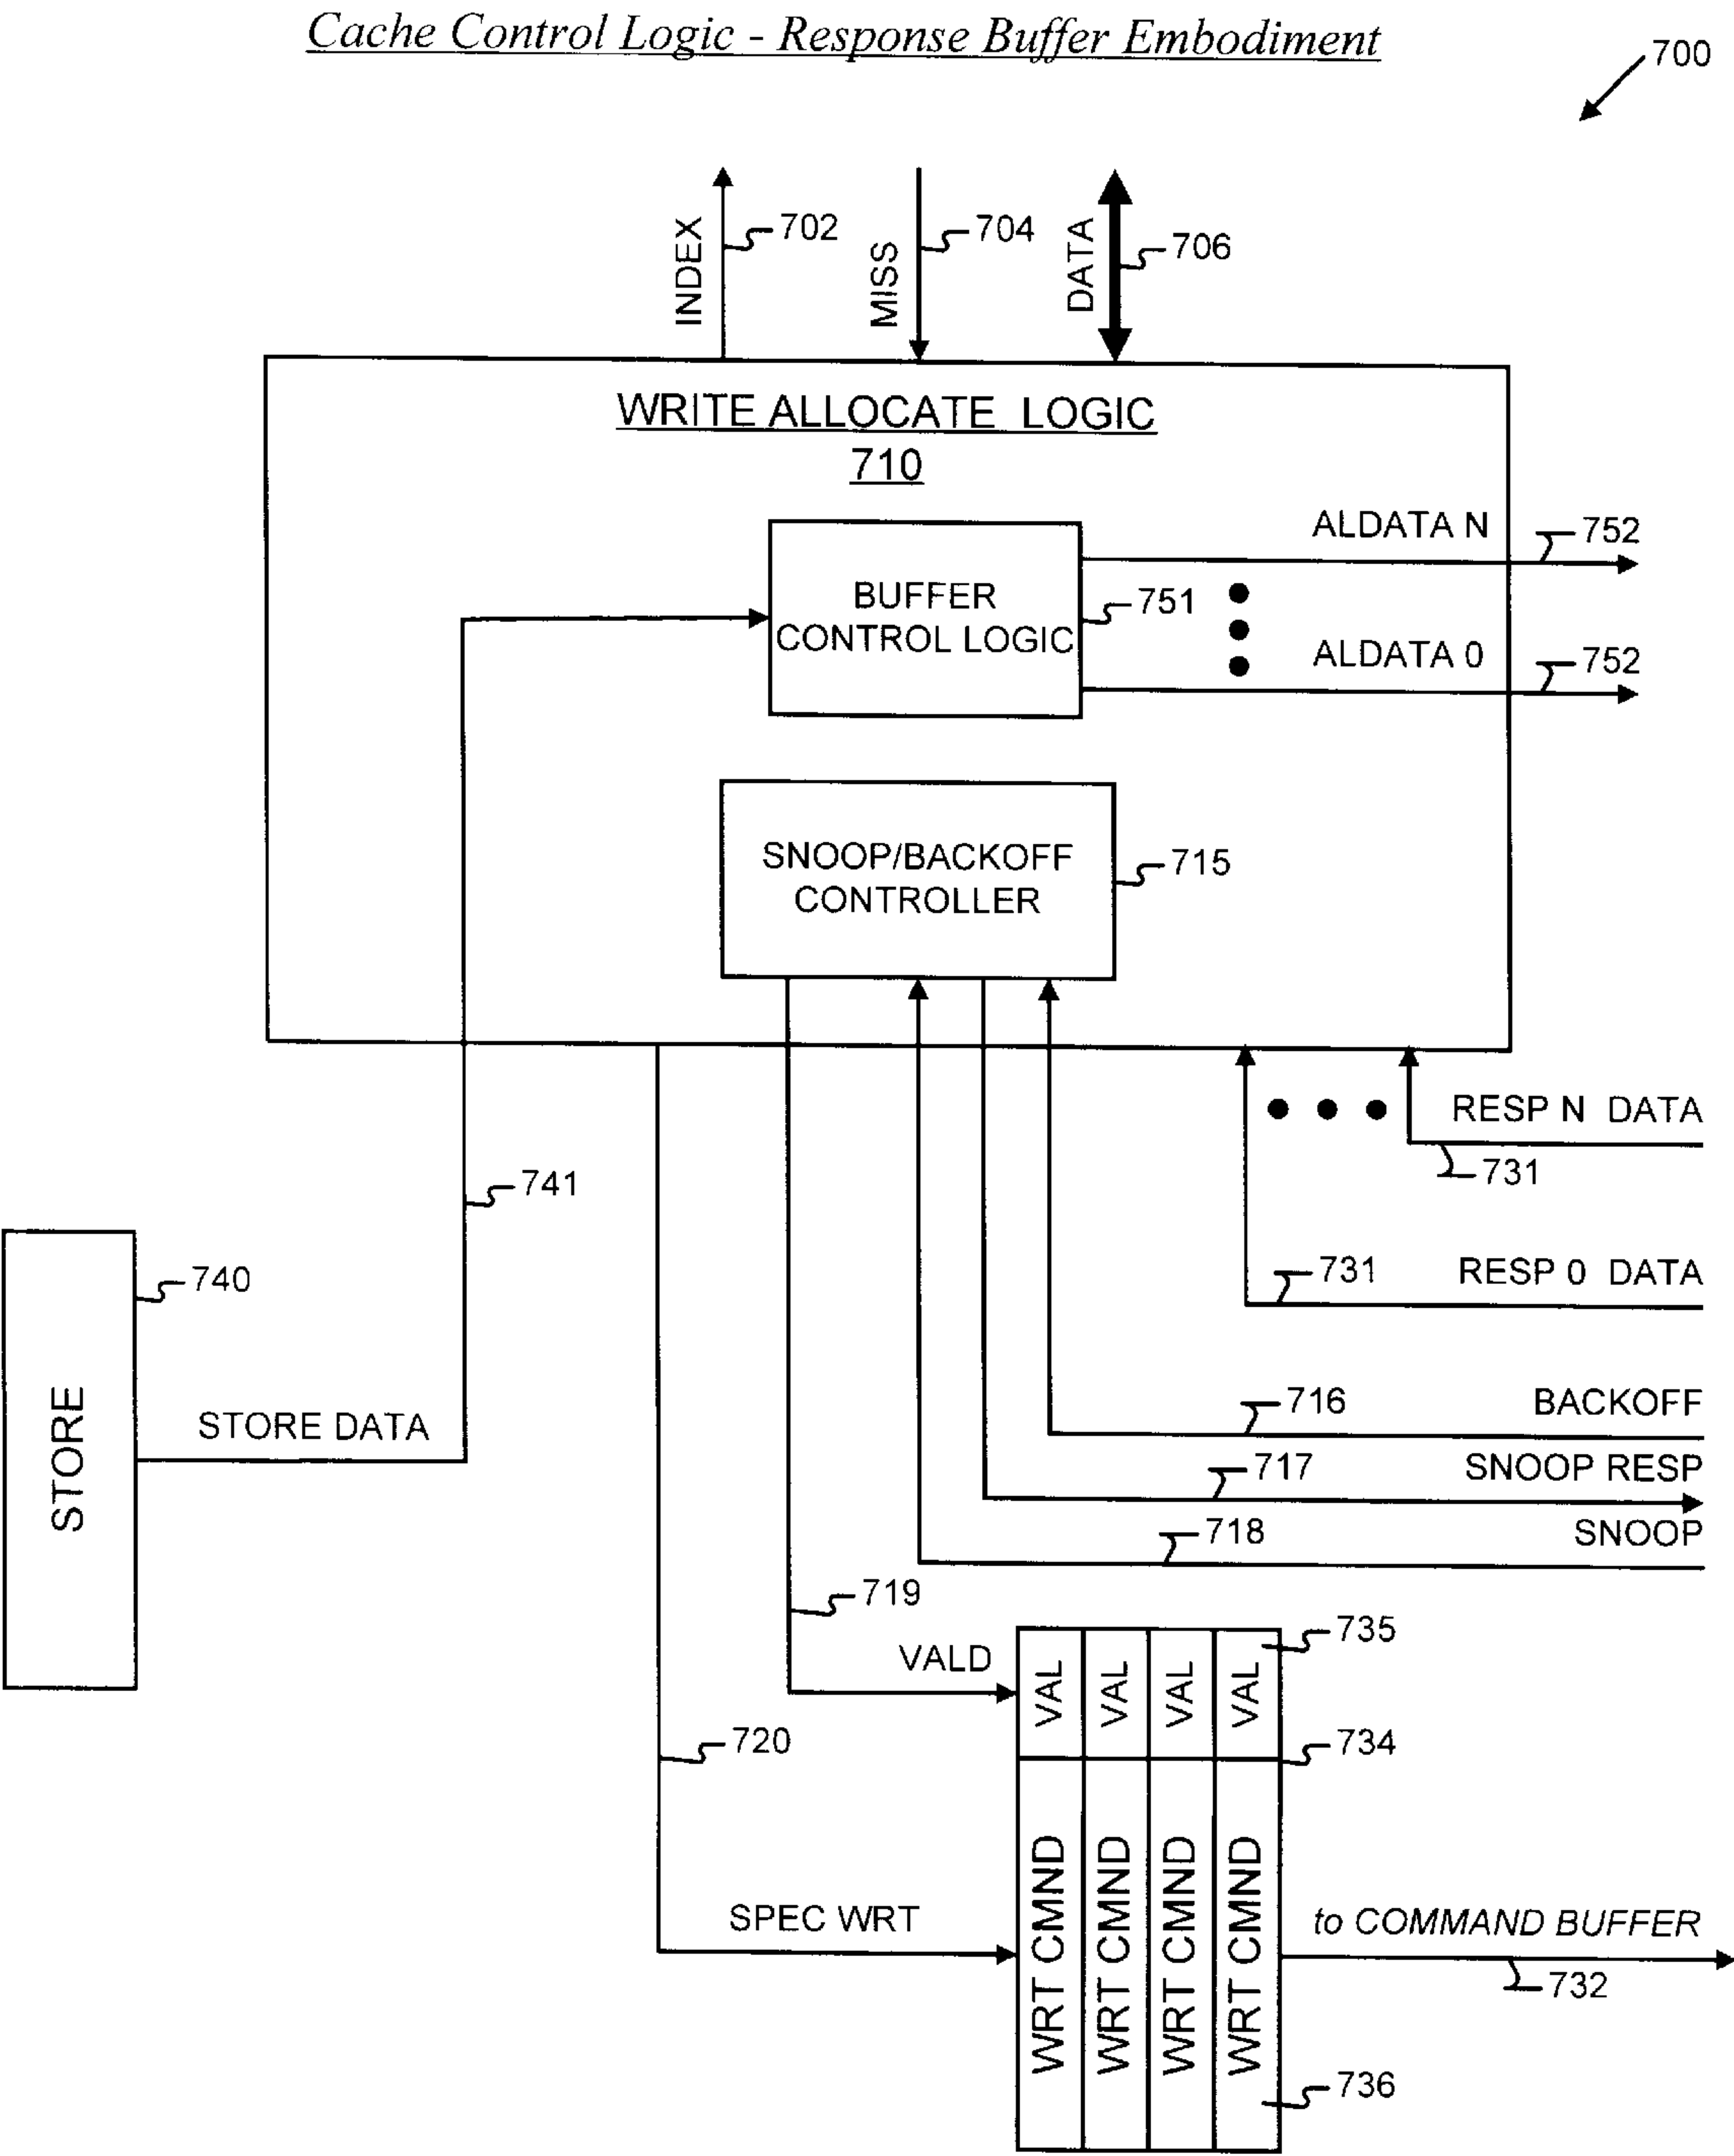 Cache Control Logic - Response Buffer Embodiment
700
INDEX
702
MISS
704
DATA
706
WRITE ALLOCATE LOGIC
710
BUFFER
CONTROL LOGIC
751
ALDATA N
752
ALDATA 0
752
SNOOP/BACKOFF
CONTROLLER
715
RESP N DATA
731
741
STORE
740
STORE DATA
731
RESP 0 DATA
716
BACKOFF
717
SNOOP RESP
718
SNOOP
719
VALD
VAL
VAL
VAL
VAL
735
720
734
SPEC WRT
WRT CMND
WRT CMND
WRT CMND
WRT CMND
to COMMAND BUFFER
732
736